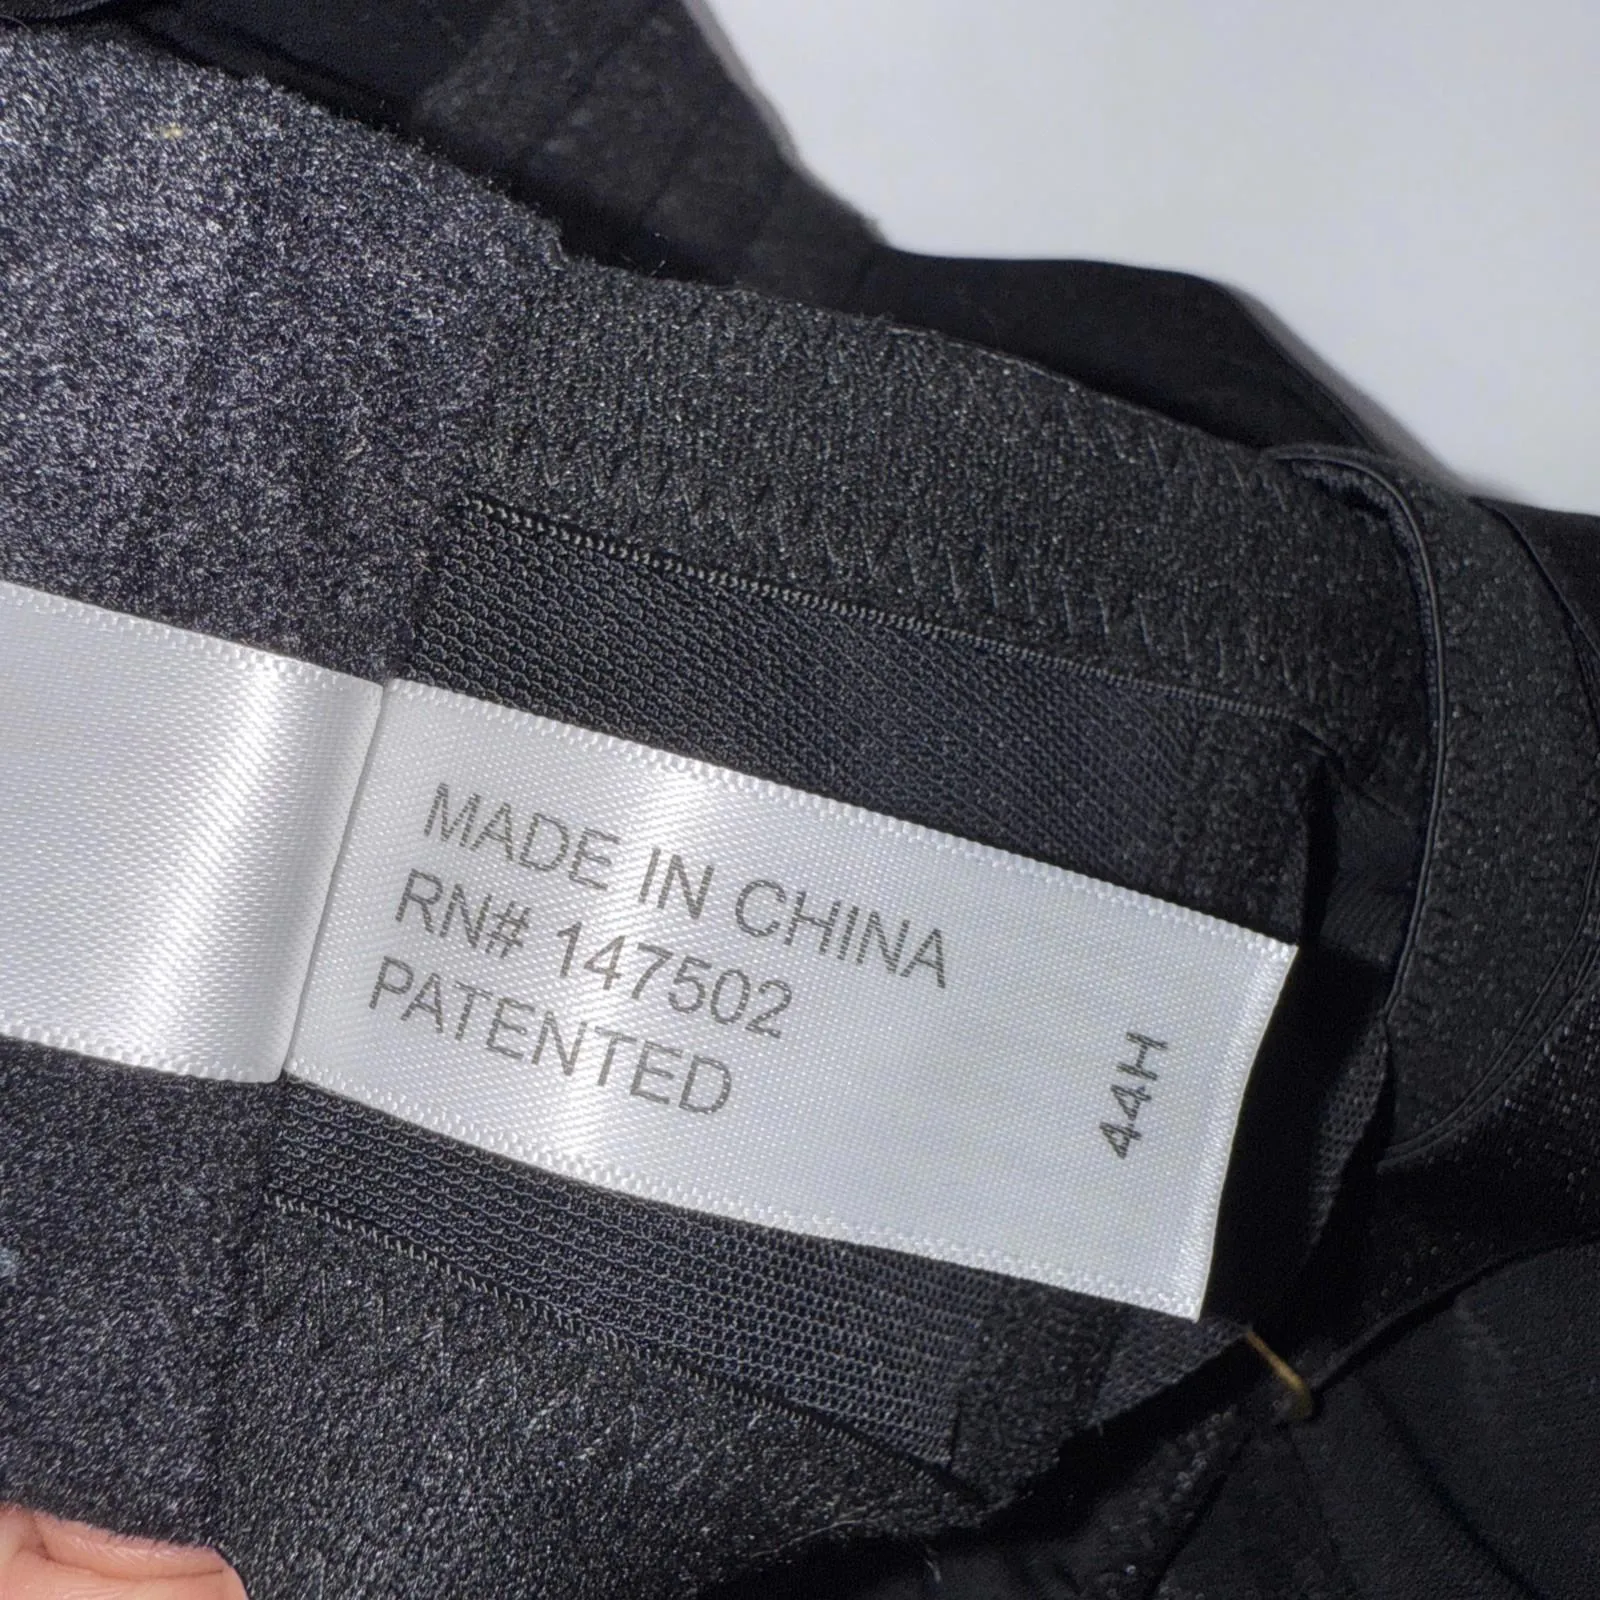 MADE IN CHINA
RN# 147502
PATENTED
44H